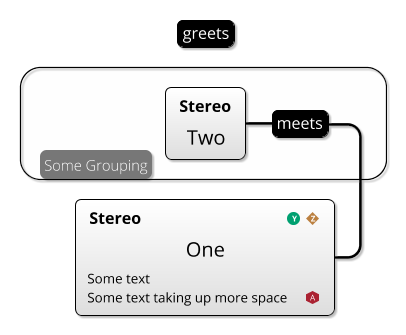 greets
Stereo
Two
meets
Some Grouping
Stereo
Y
Z
One
Some text
Some text taking up more space
A